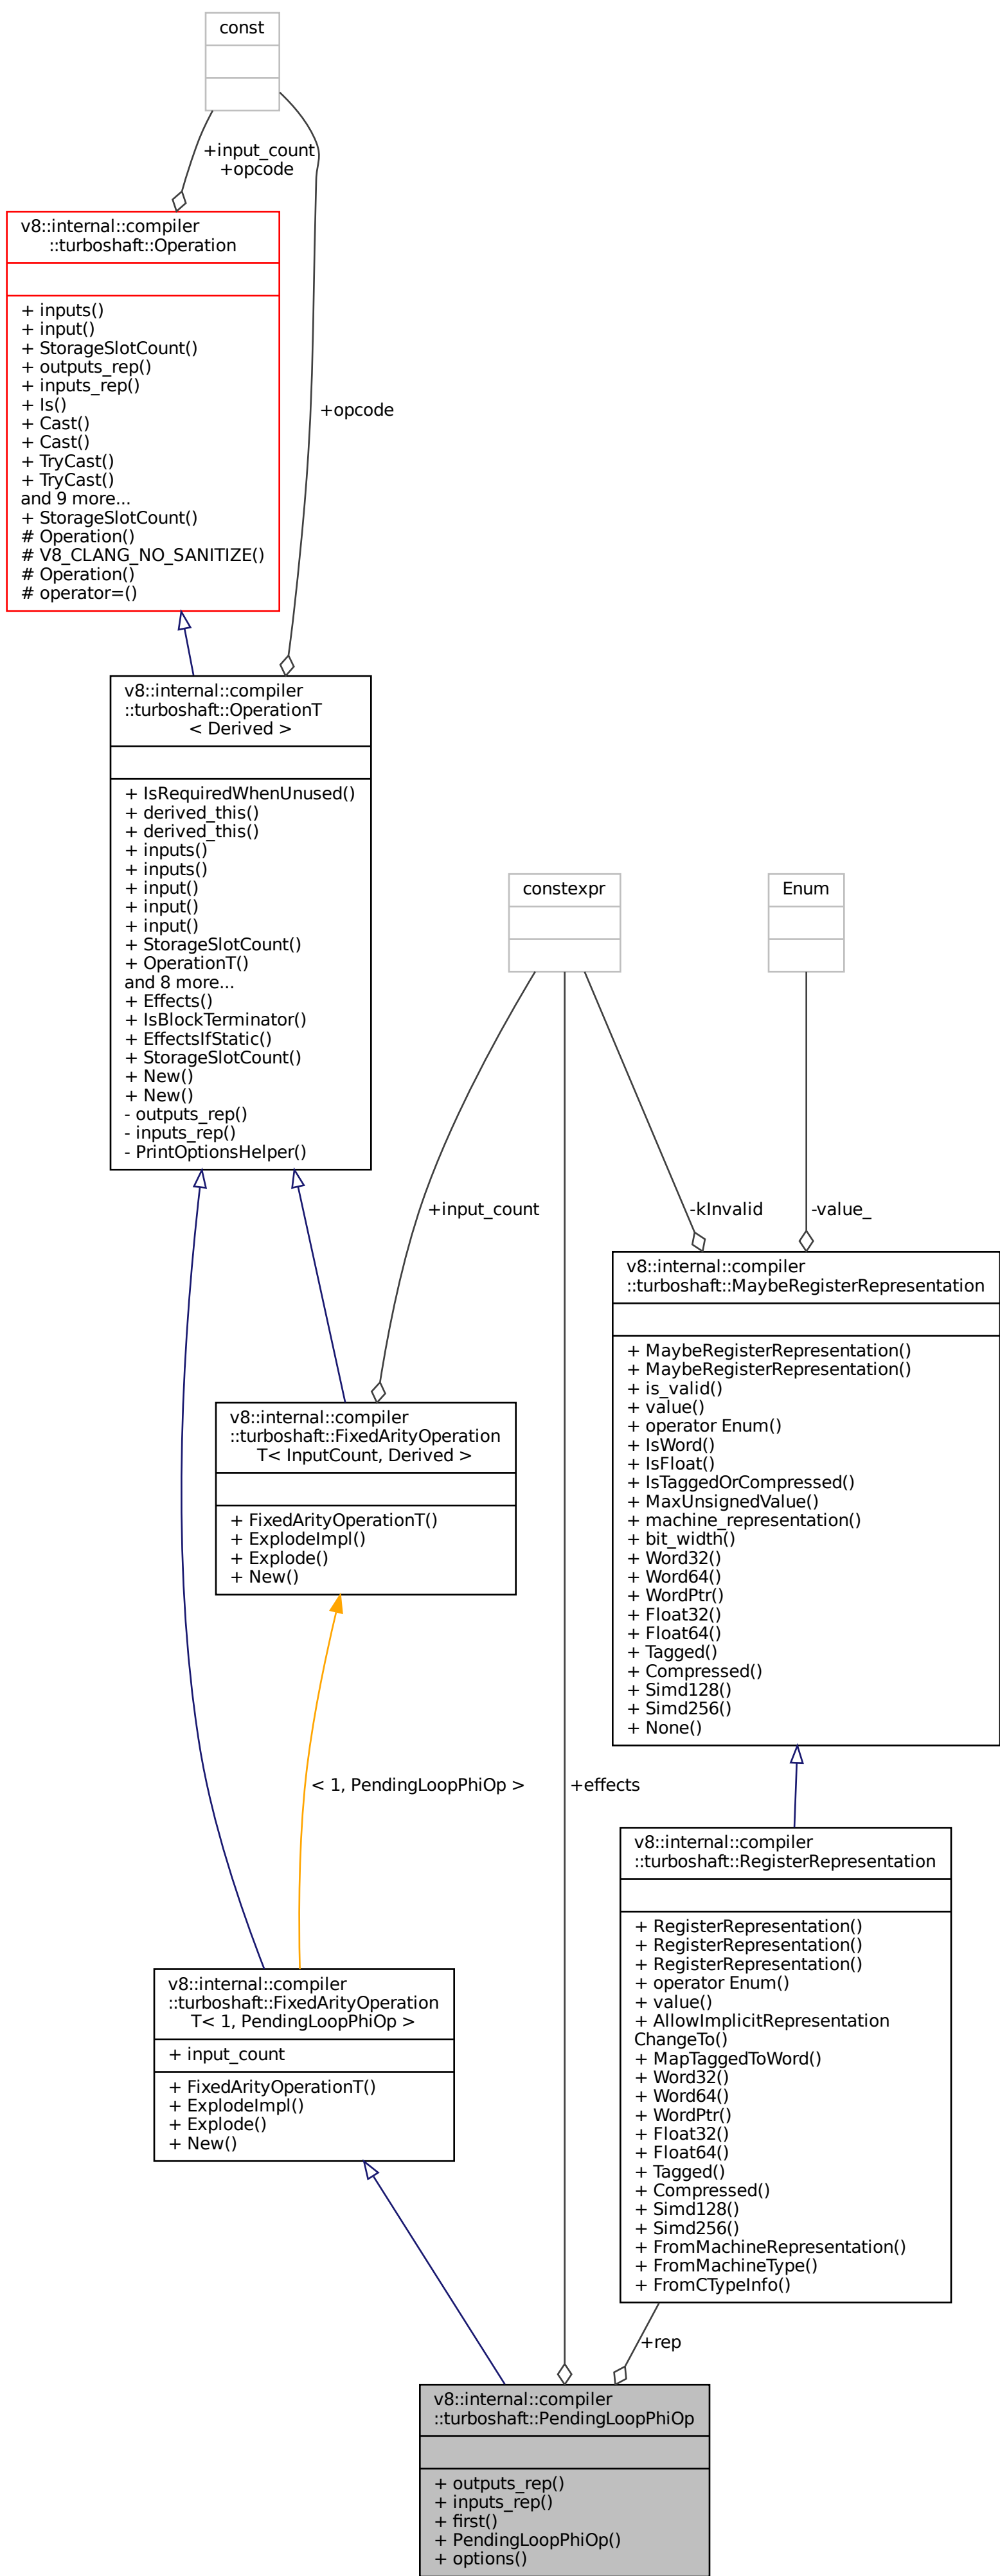 const
+input_count
+opcode
v8::internal::compiler
::turboshaft::Operation
+ inputs()
+ input()
+ StorageSlotCount()
+ outputs_rep()
+ inputs_rep()
+ Is()
+ Cast()
+ Cast()
+ TryCast()
+ TryCast()
and 9 more...
+ StorageSlotCount()
# Operation()
# V8_CLANG_NO_SANITIZE()
# Operation()
# operator=()
+opcode
v8::internal::compiler
::turboshaft::OperationT
< Derived >
+ IsRequiredWhenUnused()
+ derived_this()
+ derived_this()
+ inputs()
+ inputs()
+ input()
+ input()
+ input()
+ StorageSlotCount()
+ OperationT()
and 8 more...
+ Effects()
+ IsBlockTerminator()
+ EffectsIfStatic()
+ StorageSlotCount()
+ New()
+ New()
- outputs_rep()
- inputs_rep()
- PrintOptionsHelper()
constexpr
Enum
+input_count
-kInvalid
-value_
v8::internal::compiler
::turboshaft::MaybeRegisterRepresentation
+ MaybeRegisterRepresentation()
+ MaybeRegisterRepresentation()
+ is_valid()
+ value()
+ operator Enum()
+ IsWord()
+ IsFloat()
+ IsTaggedOrCompressed()
+ MaxUnsignedValue()
+ machine_representation()
+ bit_width()
+ Word32()
+ Word64()
+ WordPtr()
+ Float32()
+ Float64()
+ Tagged()
+ Compressed()
+ Simd128()
+ Simd256()
+ None()
v8::internal::compiler
::turboshaft::FixedArityOperation
T< InputCount, Derived >
+ FixedArityOperationT()
+ ExplodeImpl()
+ Explode()
+ New()
< 1, PendingLoopPhiOp >
+effects
v8::internal::compiler
::turboshaft::RegisterRepresentation
+ RegisterRepresentation()
+ RegisterRepresentation()
+ RegisterRepresentation()
+ operator Enum()
+ value()
+ AllowImplicitRepresentation
ChangeTo()
+ MapTaggedToWord()
+ Word32()
+ Word64()
+ WordPtr()
+ Float32()
+ Float64()
+ Tagged()
+ Compressed()
+ Simd128()
+ Simd256()
+ FromMachineRepresentation()
+ FromMachineType()
+ FromCTypeInfo()
v8::internal::compiler
::turboshaft::FixedArityOperation
T< 1, PendingLoopPhiOp >
+ input_count
+ FixedArityOperationT()
+ ExplodeImpl()
+ Explode()
+ New()
+rep
v8::internal::compiler
::turboshaft::PendingLoopPhiOp
+ outputs_rep()
+ inputs_rep()
+ first()
+ PendingLoopPhiOp()
+ options()